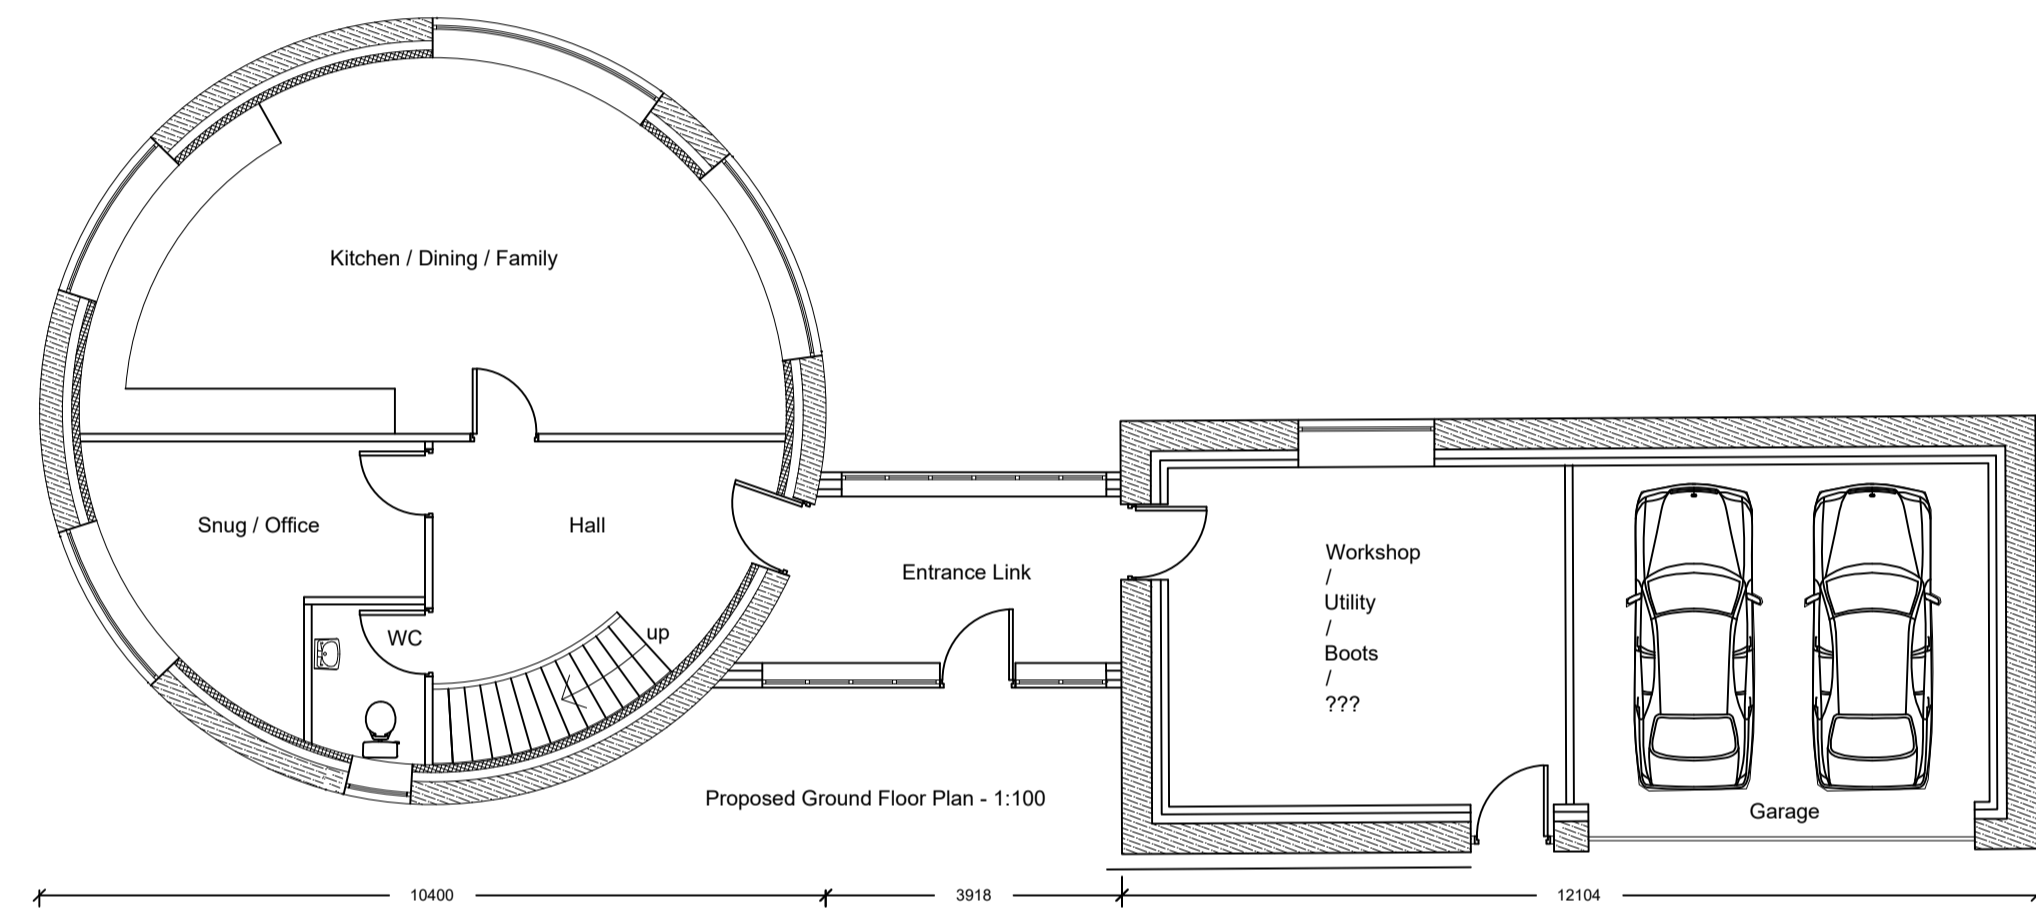 Kitchen / Dining / Family
Snug / Office
Hall
Entrance Link
WC
up
Workshop
/
Utility
/
Boots
/
???
Garage
Proposed Ground Floor Plan - 1:100
10400
3918
12104